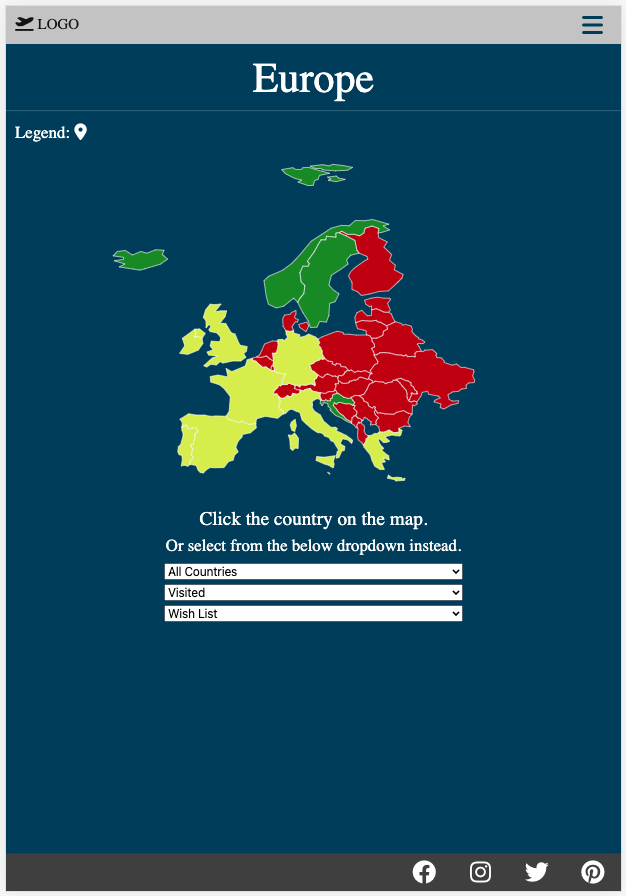 LOGO
Europe
Legend:
Click the country on the map.
Or select from the below dropdown instead.
All Countries
Visited
Wish List